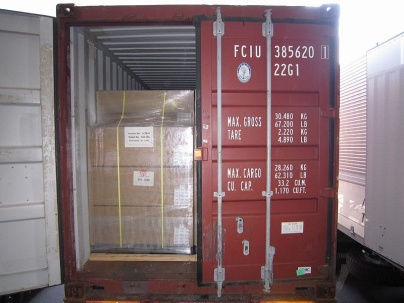 FCIU 385620 1
22G1
MAX. GROSS 30.480 KG
67.200 LB
TARE 2.220 KG
4.890 LB
MAX. CARGO 28.260 KG
62.310 LB
CU. CAP. 33.2 CU.M.
1.170 CU.FT.